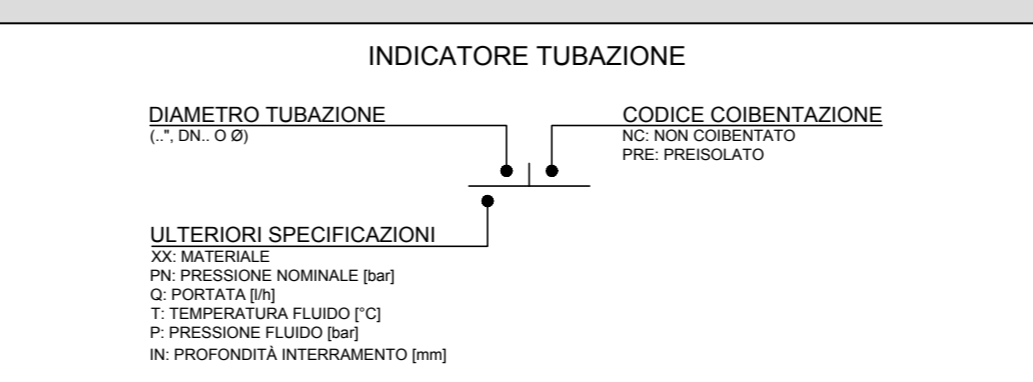 INDICATORE TUBAZIONE
DIAMETRO TUBAZIONE
(..", DN.. O Ø)
CODICE COIBENTAZIONE
NC: NON COIBENTATO
PRE: PREISOLATO
ULTERIORI SPECIFICAZIONI
XX: MATERIALE
PN: PRESSIONE NOMINALE [bar]
Q: PORTATA [l/h]
T: TEMPERATURA FLUIDO [°C]
P: PRESSIONE FLUIDO [bar]
IN: PROFONDITÀ INTERRAMENTO [mm]